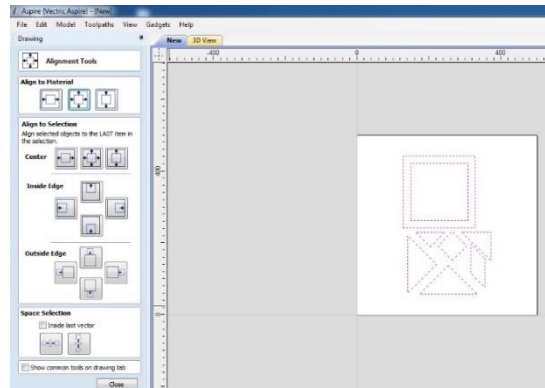 Aspire (Vectric Aspire) - [New]
File Edit Model Toolpaths View Gadgets Help
Drawing
New 3D View
Alignment Tools
-400 0 400
Align to Material
Align to Selection
Align selected objects to the LAST item in
the selection.
Center
400
Inside Edge
Outside Edge
0
Space Selection
Inside last vector
Show common tools on drawing tab
Close